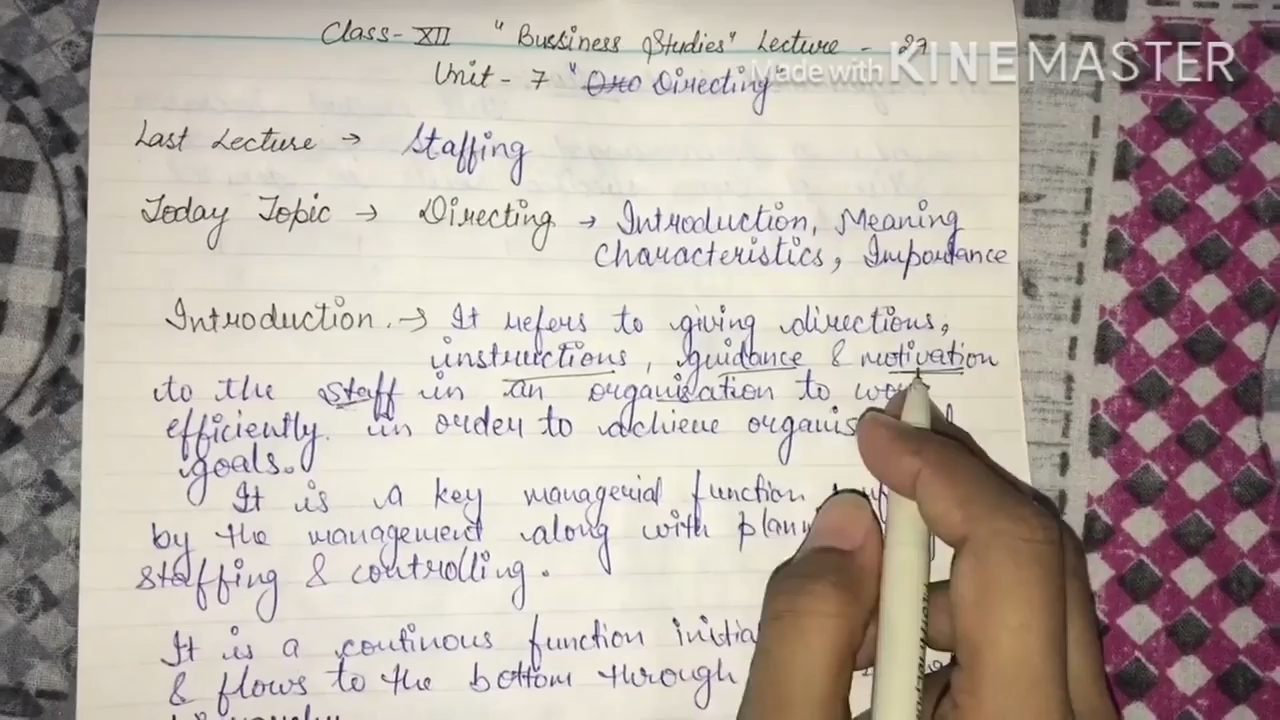 Class-XII "Bussiness Studies" Lecture - 27
Unit - 7 "Directing"
Made with KINEMASTER
Last Lecture → Staffing
Today Topic → Directing → Introduction, Meaning
Characteristics, Importance
Introduction. → It refers to giving directions,
instructions, guidance & motivation
to the staff in an organisation to
efficiently. in order to achieve
goals.
It is a key managerial function
by the management along with
staffing & controlling.
It is a continous function
& flows to the bottom through